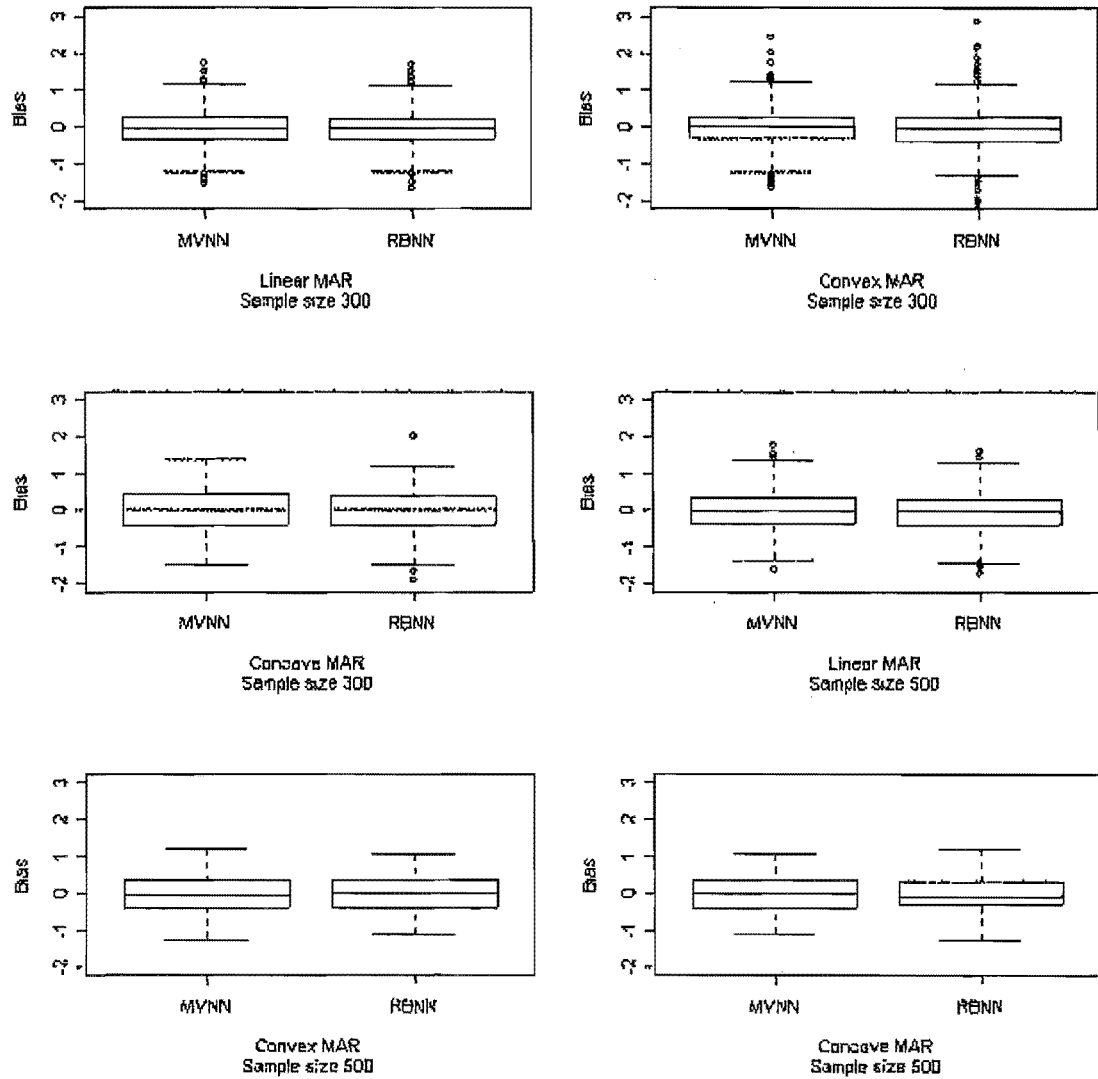 3
2
1
0
-1
-2
Bias
MVNN
RBNN
Linear MAR
Sample size 300
3
2
1
0
-1
-2
Bias
MVNN
RBNN
Convex MAR
Sample size 300
3
2
1
0
-1
-2
Bias
MVNN
RBNN
Concave MAR
Sample size 300
3
2
1
0
-1
-2
Bias
MVNN
RBNN
Linear MAR
Sample size 500
3
2
1
0
-1
-2
Bias
MVNN
RBNN
Convex MAR
Sample size 500
3
2
1
0
-1
-2
Bias
MVNN
RBNN
Concave MAR
Sample size 500